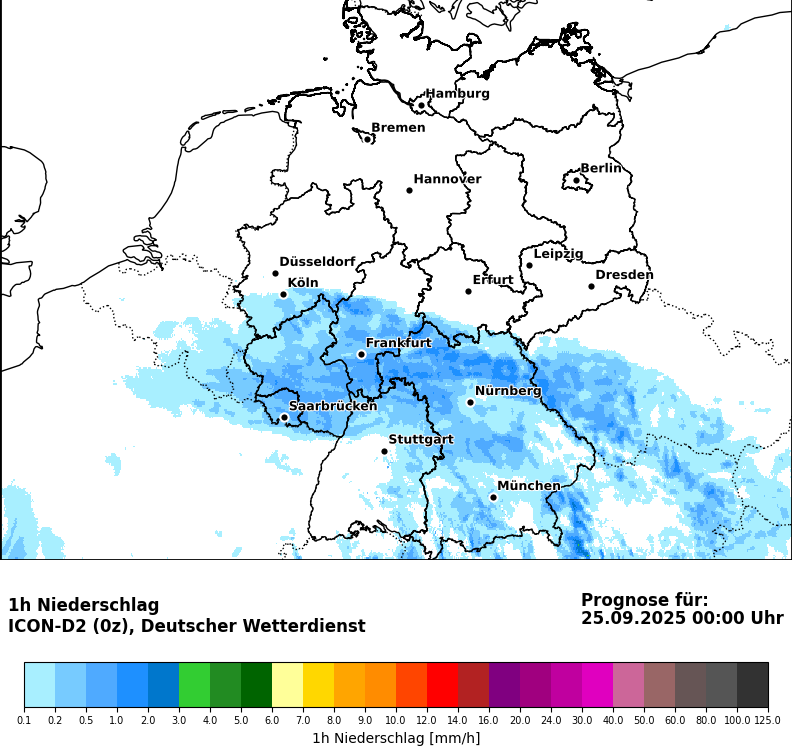 Hamburg
Bremen
Berlin
Hannover
Leipzig
Düsseldorf
Dresden
Köln
Erfurt
Frankfurt
Nürnberg
Saarbrücken
Stuttgart
München
1h Niederschlag
ICON-D2 (0z), Deutscher Wetterdienst
Prognose für:
25.09.2025 00:00 Uhr
0.1 0.2 0.5 1.0 2.0 3.0 4.0 5.0 6.0 7.0 8.0 9.0 10.0 12.0 14.0 16.0 20.0 24.0 30.0 40.0 50.0 60.0 80.0 100.0 125.0
1h Niederschlag [mm/h]